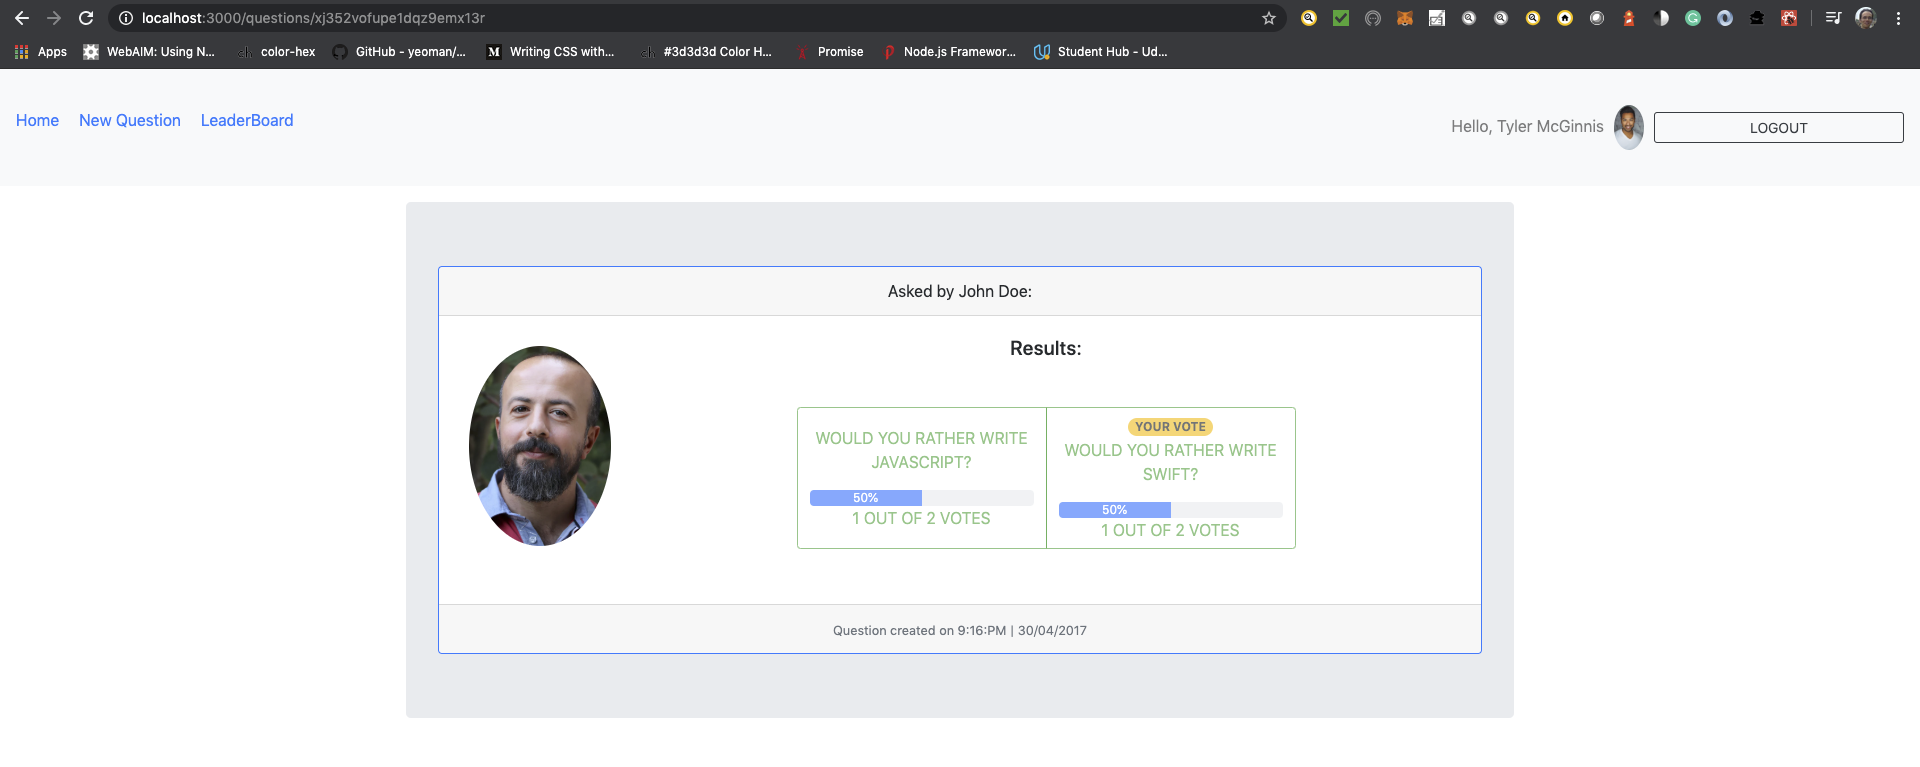 localhost:3000/questions/xj352vofupe1dqz9emx13r
Apps WebAIM: Using N... color-hex GitHub - yeoman/... Writing CSS with... #3d3d3d Color H... Promise Node.js Framewor... Student Hub - Ud...
Home New Question LeaderBoard Hello, Tyler McGinnis LOGOUT
Asked by John Doe:
Results:
WOULD YOU RATHER WRITE
JAVASCRIPT?
50%
1 OUT OF 2 VOTES
YOUR VOTE
WOULD YOU RATHER WRITE
SWIFT?
50%
1 OUT OF 2 VOTES
Question created on 9:16:PM | 30/04/2017